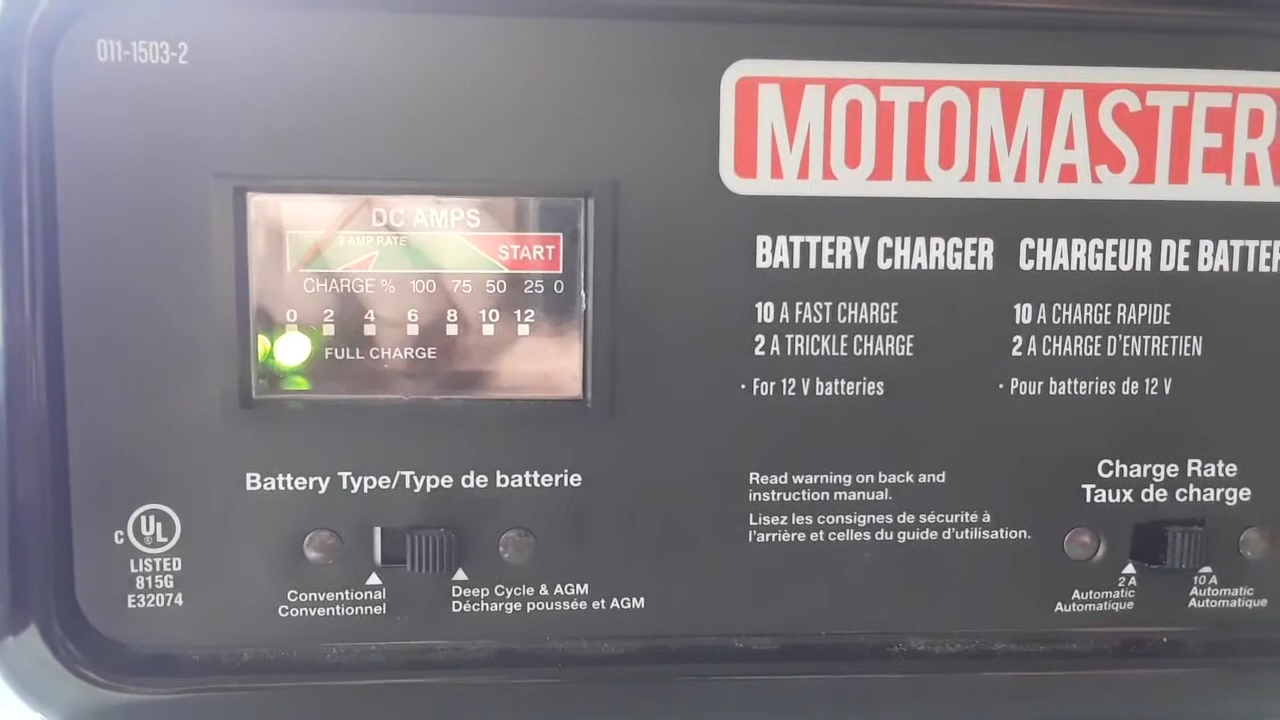 011-1503-2
MOTOMASTER
DC AMPS
2 AMP RATE
START
CHARGE % 100 75 50 25 0
0 2 4 6 8 10 12
FULL CHARGE
BATTERY CHARGER
10 A FAST CHARGE
2 A TRICKLE CHARGE
• For 12 V batteries
CHARGEUR DE BATTER
10 A CHARGE RAPIDE
2 A CHARGE D'ENTRETIEN
• Pour batteries de 12 V
Battery Type/Type de batterie
Conventional
Conventionnel
Deep Cycle & AGM
Décharge poussée et AGM
C UL ®
LISTED
815G
E32074
Read warning on back and
instruction manual.
Lisez les consignes de sécurité à
l'arrière et celles du guide d'utilisation.
Charge Rate
Taux de charge
2 A
Automatic
Automatique
10 A
Automatic
Automatique